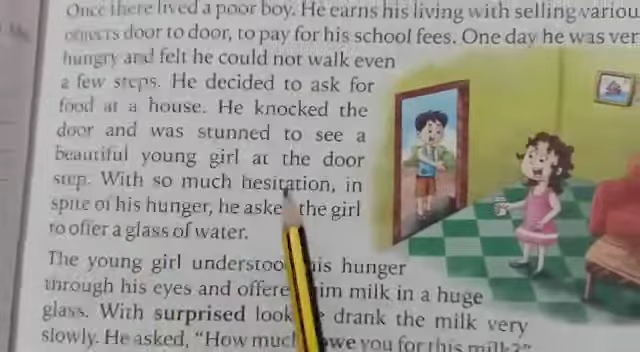 Once there lived a poor boy. He earns his living with selling variou
objects door to door, to pay for his school fees. One day he was ver
hungry and felt he could not walk even
a few steps. He decided to ask for
food at a house. He knocked the
door and was stunned to see a
beautiful young girl at the door
step. With so much hesitation, in
spite of his hunger, he aske the girl
to offer a glass of water.
The young girl understoo his hunger
through his eyes and offere him milk in a huge
glass. With surprised look drank the milk very
slowly. He asked, "How much owe you for this milk?"